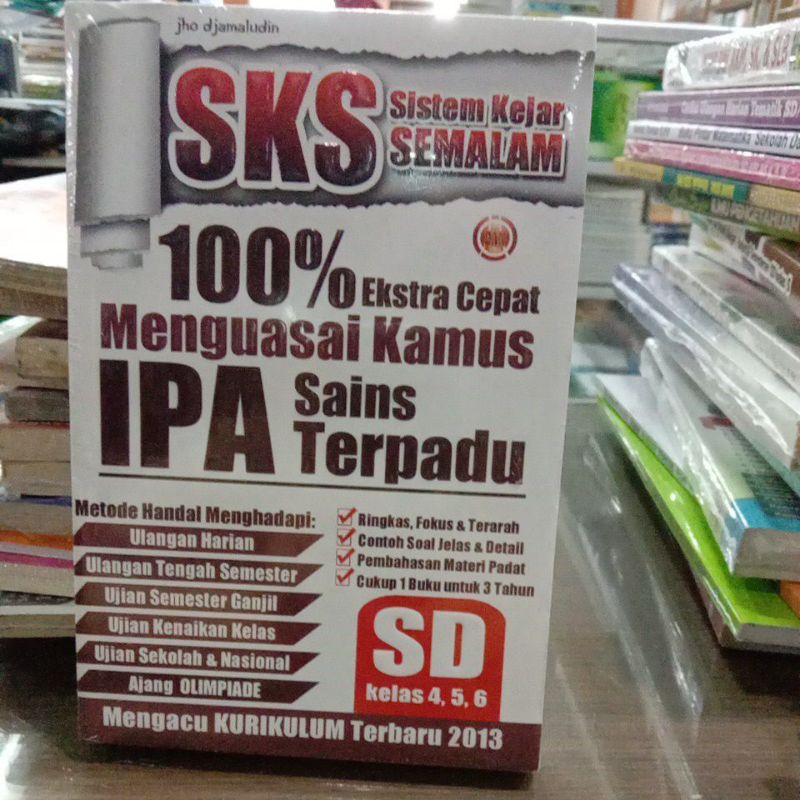 jho djamaludin
SKS
Sistem Kejar
SEMALAM
100% Ekstra Cepat
Menguasai Kamus
IPA
Sains
Terpadu
Metode Handal Menghadapi:
Ulangan Harian
Ulangan Tengah Semester
Ujian Semester Ganjil
Ujian Kenaikan Kelas
Ujian Sekolah & Nasional
Ajang OLIMPIADE
Ringkas, Fokus & Terarah
Contoh Soal Jelas & Detail
Pembahasan Materi Padat
Cukup 1 Buku untuk 3 Tahun
SD
kelas 4, 5, 6
Mengacu KURIKULUM Terbaru 2013